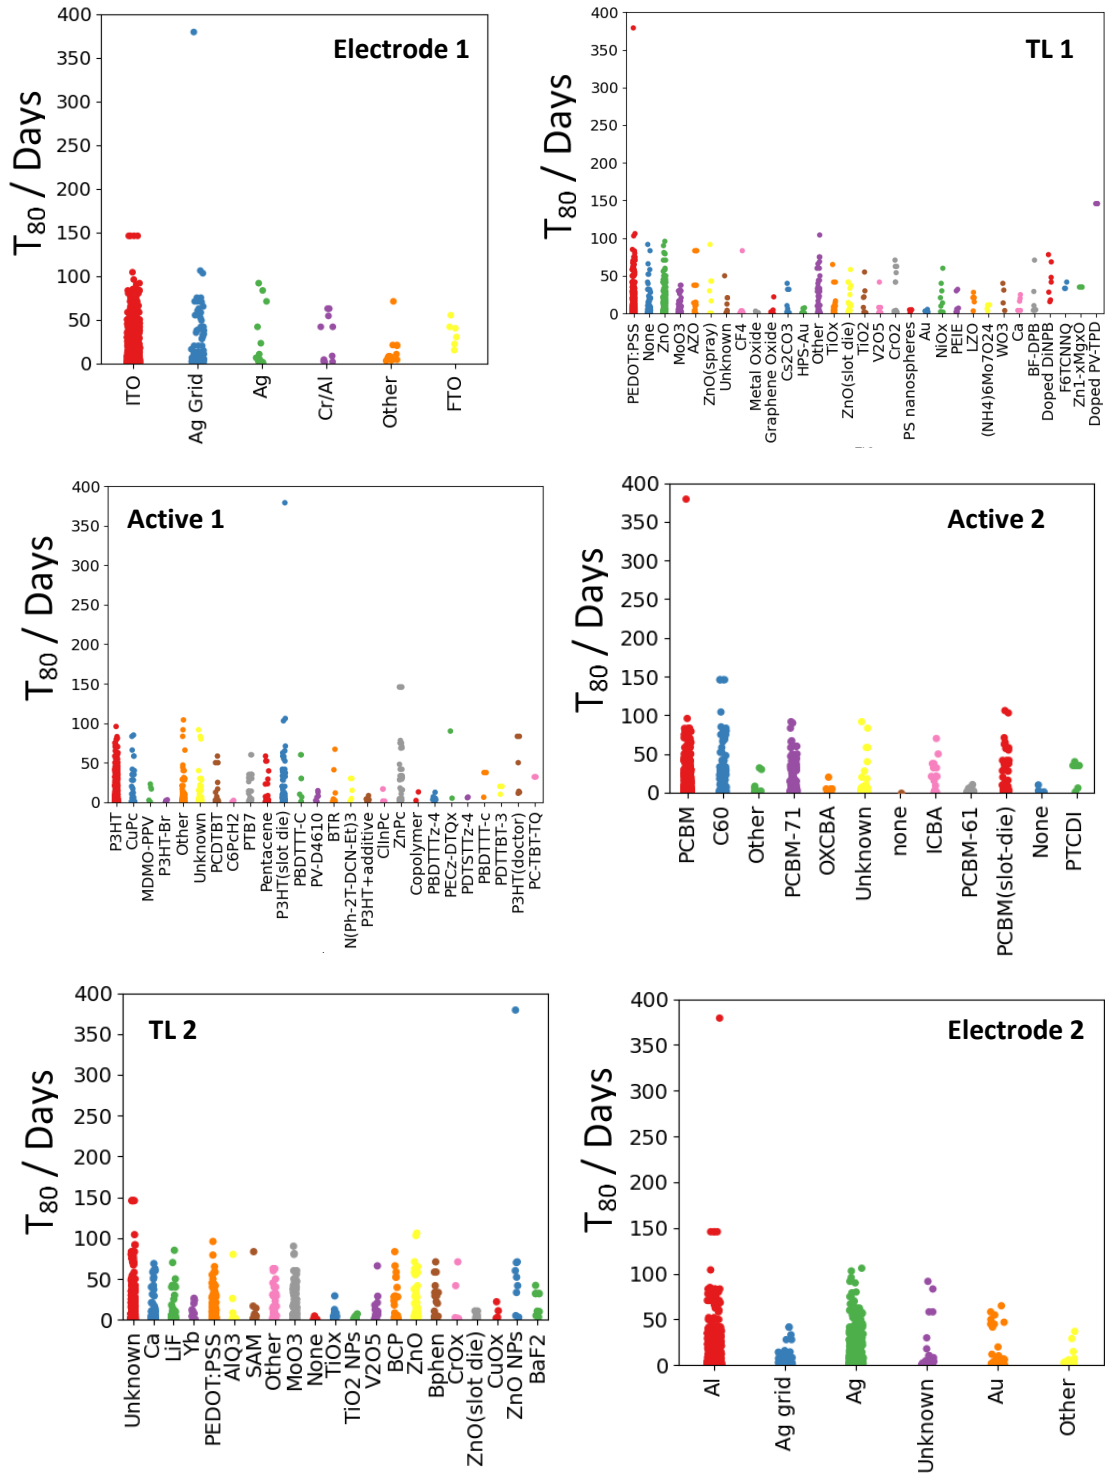 Electrode 1
T80 / Days
400
350
300
250
200
150
100
50
0
ITO
Ag Grid
Ag
Cr/Al
Other
FTO
TL 1
T80 / Days
400
350
300
250
200
150
100
50
0
PEDOT:PSS
None
ZnO
MoO3
AZO
ZnO(spray)
Unknown
CF4
Metal Oxide
Graphene Oxide
Cs2CO3
HPS-Au
Other
TiOx
ZnO(slot die)
TiO2
V2O5
CrO2
PS nanospheres
Au
NiOx
PEIE
LZO
(NH4)6Mo7O24
WO3
Ca
BF-DPB
Doped DiNPB
F6TCNNQ
Zn1-xMgxO
Doped PV-TPD
Active 1
T80 / Days
400
350
300
250
200
150
100
50
0
P3HT
CuPc
MDMO-PPV
P3HT-Br
Other
Unknown
PCDTBT
C6PcH2
PTB7
Pentacene
P3HT(slot die)
PBDTTT-C
PV-D4610
BTR
N(Ph-2T-DCN-Et)3
P3HT+additive
ClInPc
ZnPc
Copolymer
PBDTTTz-4
PECz-DTQx
PDTSTTz-4
PBDTTT-c
PDTTBT-3
P3HT(doctor)
PC-TBT-TQ
Active 2
T80 / Days
400
350
300
250
200
150
100
50
0
PCBM
C60
Other
PCBM-71
OXCBA
Unknown
none
ICBA
PCBM-61
PCBM(slot-die)
None
PTCDI
TL 2
T80 / Days
400
350
300
250
200
150
100
50
0
Unknown
Ca
LiF
Yb
PEDOT:PSS
AlQ3
SAM
Other
MoO3
None
TiOx
TiO2 NPs
V2O5
BCP
ZnO
Bphen
CrOx
ZnO(slot die)
CuOx
ZnO NPs
BaF2
Electrode 2
T80 / Days
400
350
300
250
200
150
100
50
0
Al
Ag grid
Ag
Unknown
Au
Other